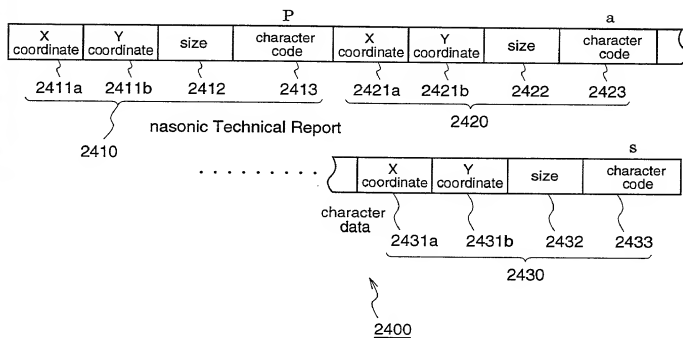 P a
X coordinate Y coordinate size character code X coordinate Y coordinate size character code
2411a 2411b 2412 2413 2421a 2421b 2422 2423
nasonic Technical Report 2420
2410
s
. . . . . . . . . X coordinate Y coordinate size character code
character data
2431a 2431b 2432 2433
2430
2400